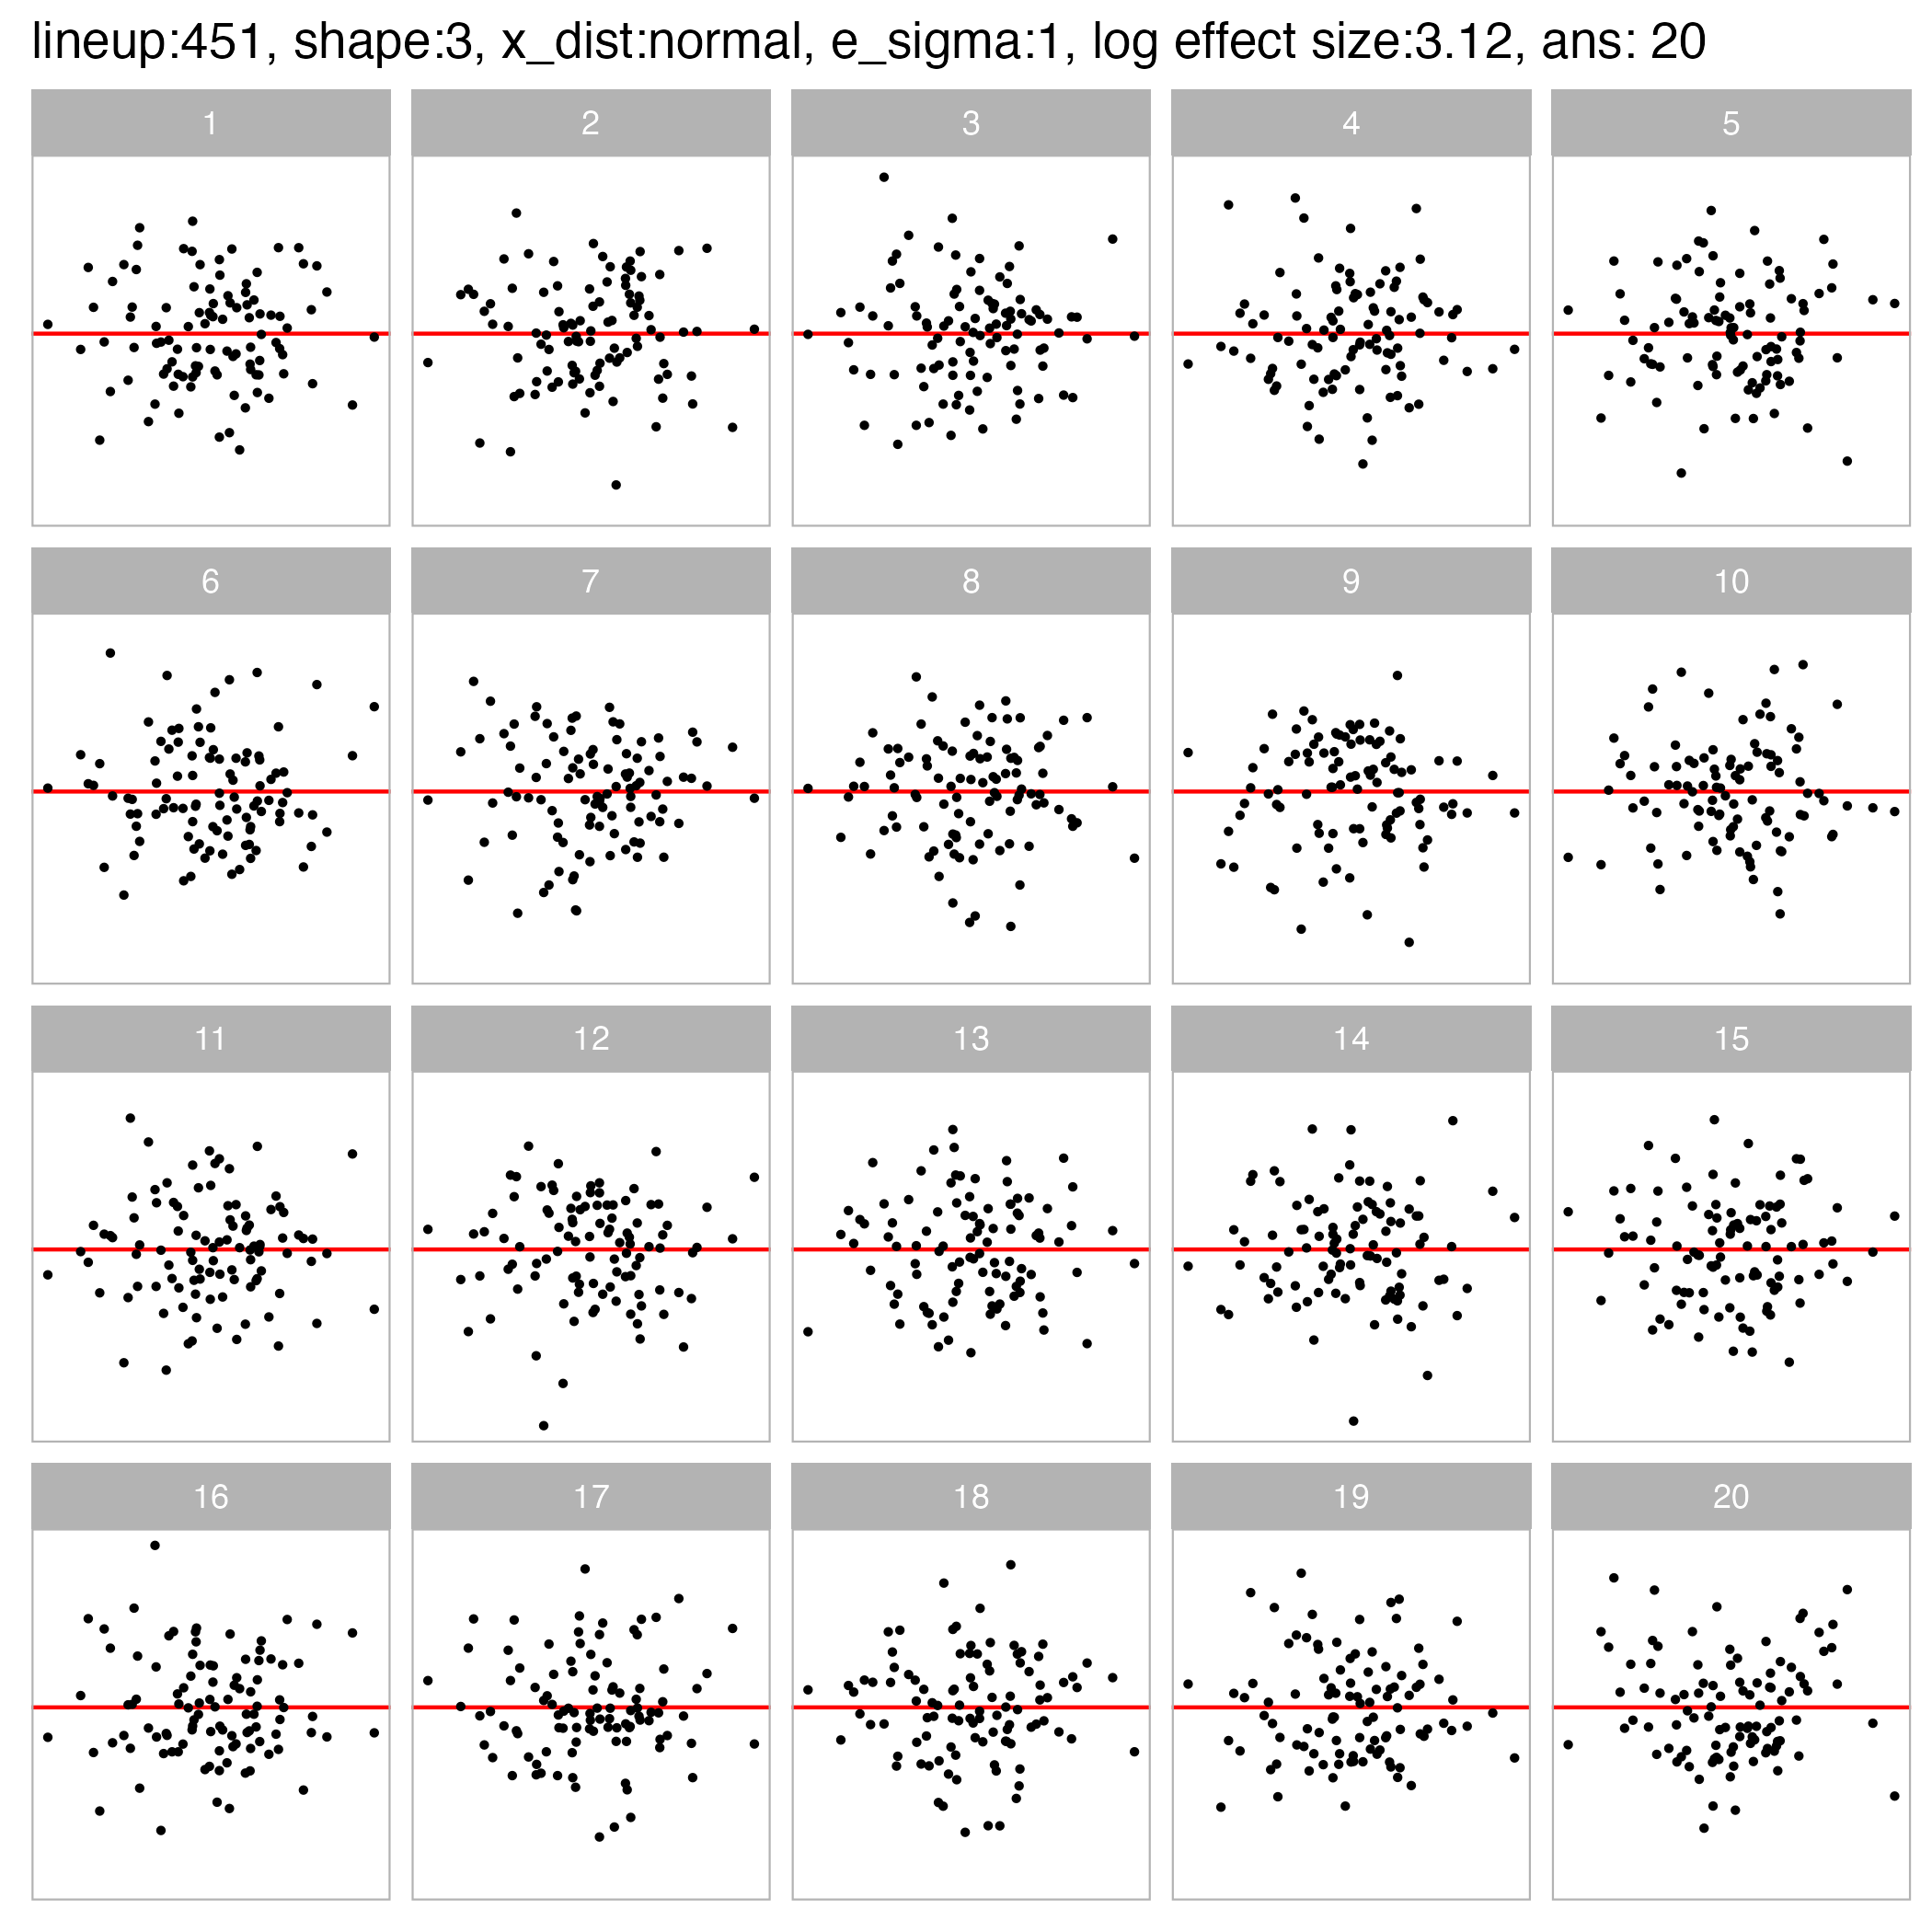 lineup:451, shape:3, x_dist:normal, e_sigma:1, log effect size:3.12, ans: 20
1 2 3 4 5
6 7 8 9 10
11 12 13 14 15
16 17 18 19 20